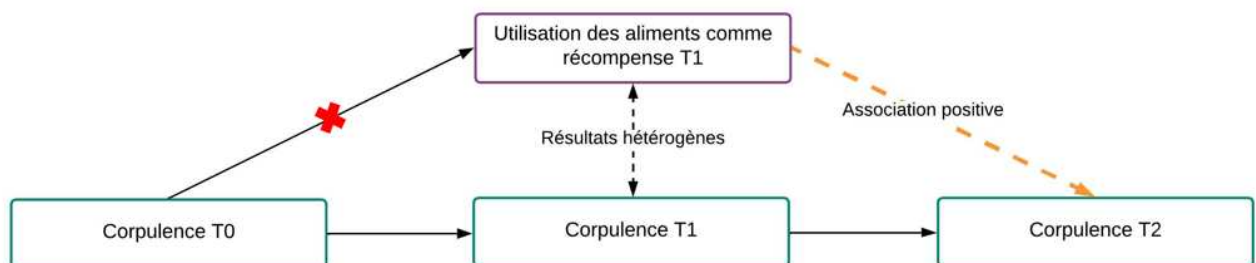 Utilisation des aliments comme
récompense T1
Association positive
Résultats hétérogènes
Corpulence T0
Corpulence T1
Corpulence T2